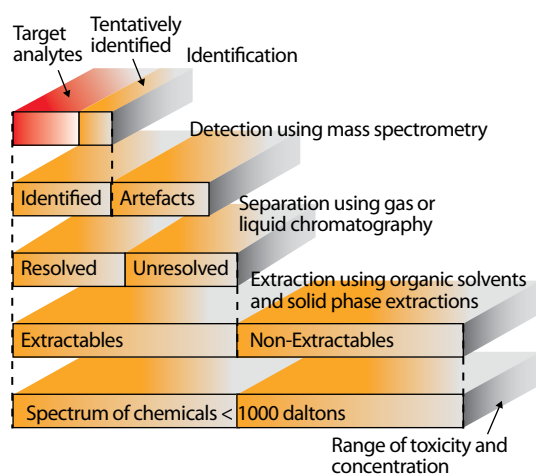 Target
analytes
Tentatively
identified
Identification
Detection using mass spectrometry
Identified
Artefacts
Separation using gas or
liquid chromatography
Resolved
Unresolved
Extraction using organic solvents
and solid phase extractions
Extractables
Non-Extractables
Spectrum of chemicals < 1000 daltons
Range of toxicity and
concentration